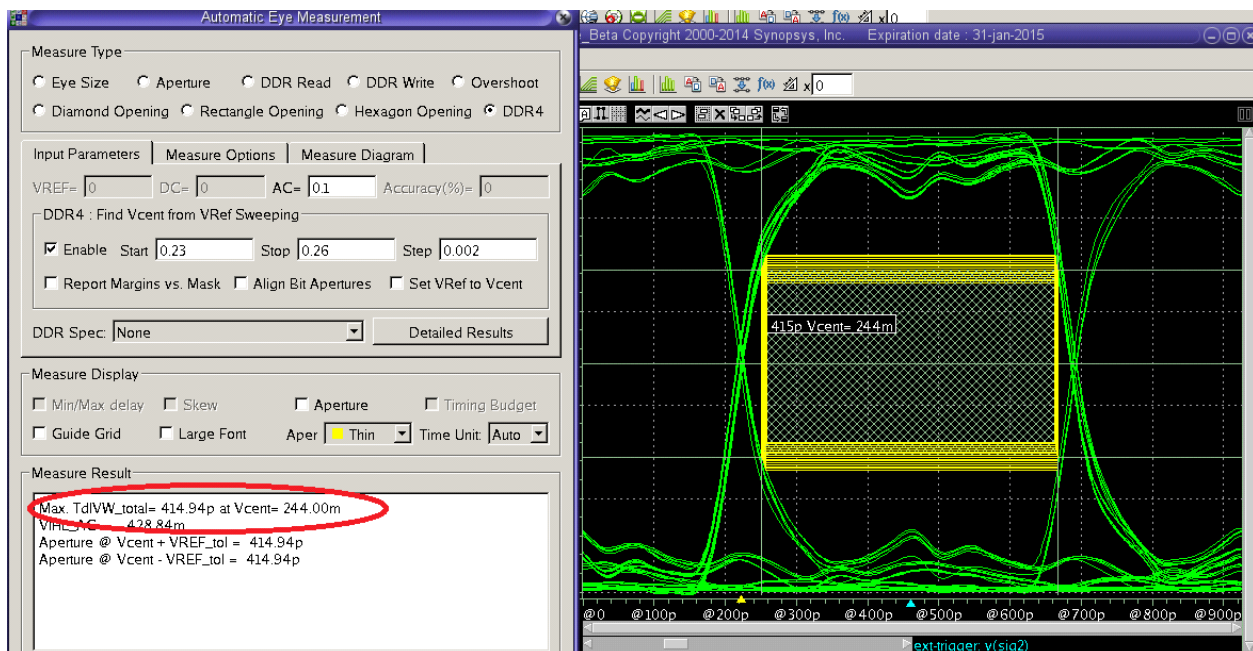 Automatic Eye Measurement
_Beta Copyright 2000-2014 Synopsys, Inc. Expiration date : 31-jan-2015
Measure Type
Eye Size Aperture DDR Read DDR Write Overshoot
Diamond Opening Rectangle Opening Hexagon Opening DDR4
Input Parameters Measure Options Measure Diagram
VREF= 0 DC= 0 AC= 0.1 Accuracy(%)= 0
DDR4 : Find Vcent from VRef Sweeping
Enable Start 0.23 Stop 0.26 Step 0.002
Report Margins vs. Mask Align Bit Apertures Set VRef to Vcent
DDR Spec: None Detailed Results
Measure Display
Min/Max delay Skew Aperture Timing Budget
Guide Grid Large Font Aper Thin Time Unit: Auto
Measure Result
Max. TdIVW_total= 414.94p at Vcent= 244.00m
VIHL_AC = 428.84m
Aperture @ Vcent + VREF_tol = 414.94p
Aperture @ Vcent - VREF_tol = 414.94p
f(x) x 0
f(x) x 0
415p Vcent= 244m
@0 @100p @200p @300p @400p @500p @600p @700p @800p @900p
ext-trigger: v(sig2)